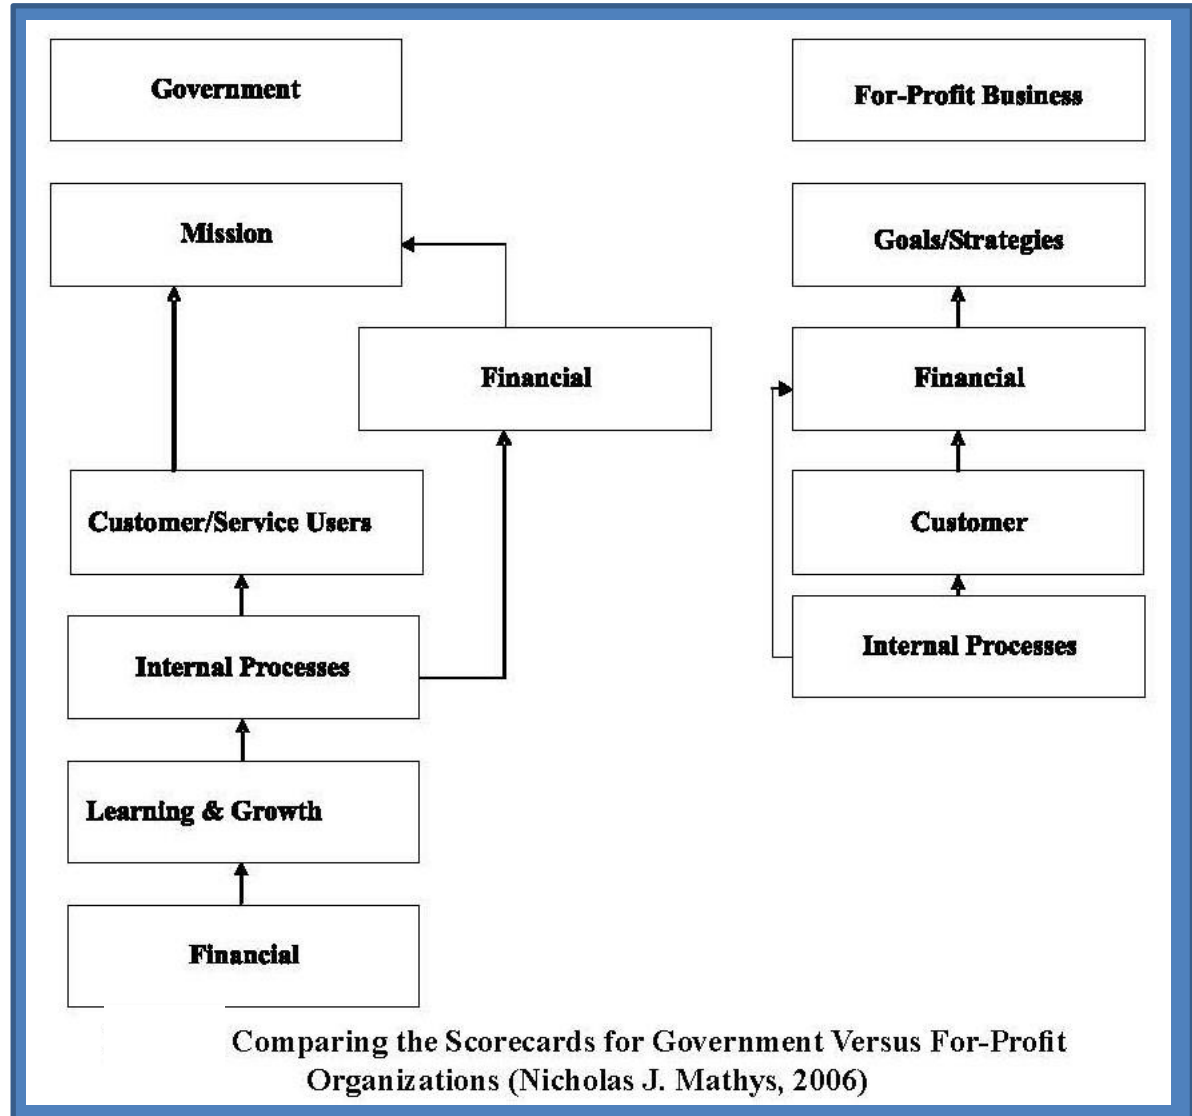 Government
For-Profit Business
Mission
Goals/Strategies
Financial
Financial
Customer/Service Users
Customer
Internal Processes
Internal Processes
Learning & Growth
Financial
Comparing the Scorecards for Government Versus For-Profit
Organizations (Nicholas J. Mathys, 2006)